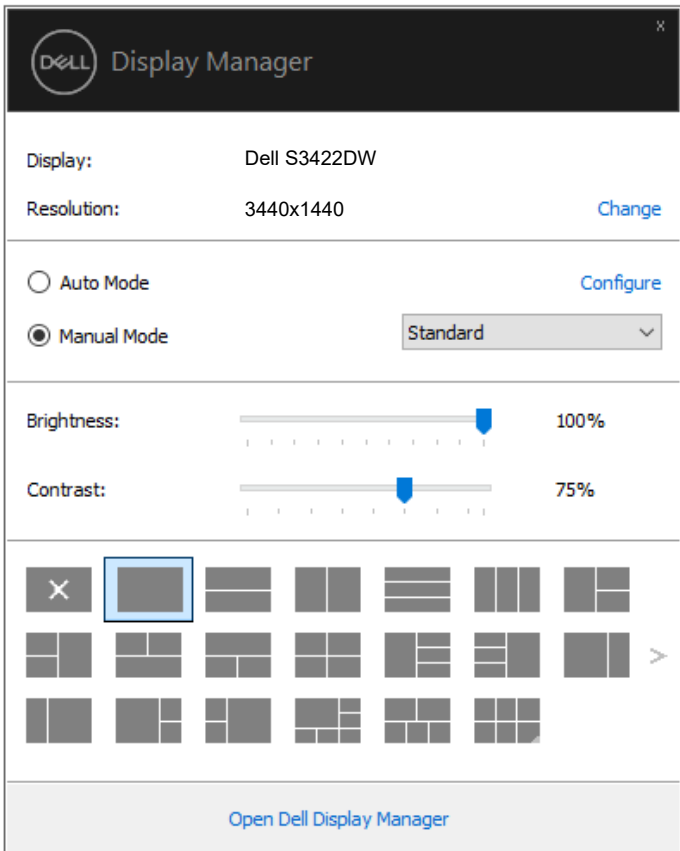 x
DELL Display Manager
Display: Dell S3422DW
Resolution: 3440x1440 Change
Auto Mode Configure
Manual Mode Standard
Brightness: 100%
Contrast: 75%
Open Dell Display Manager